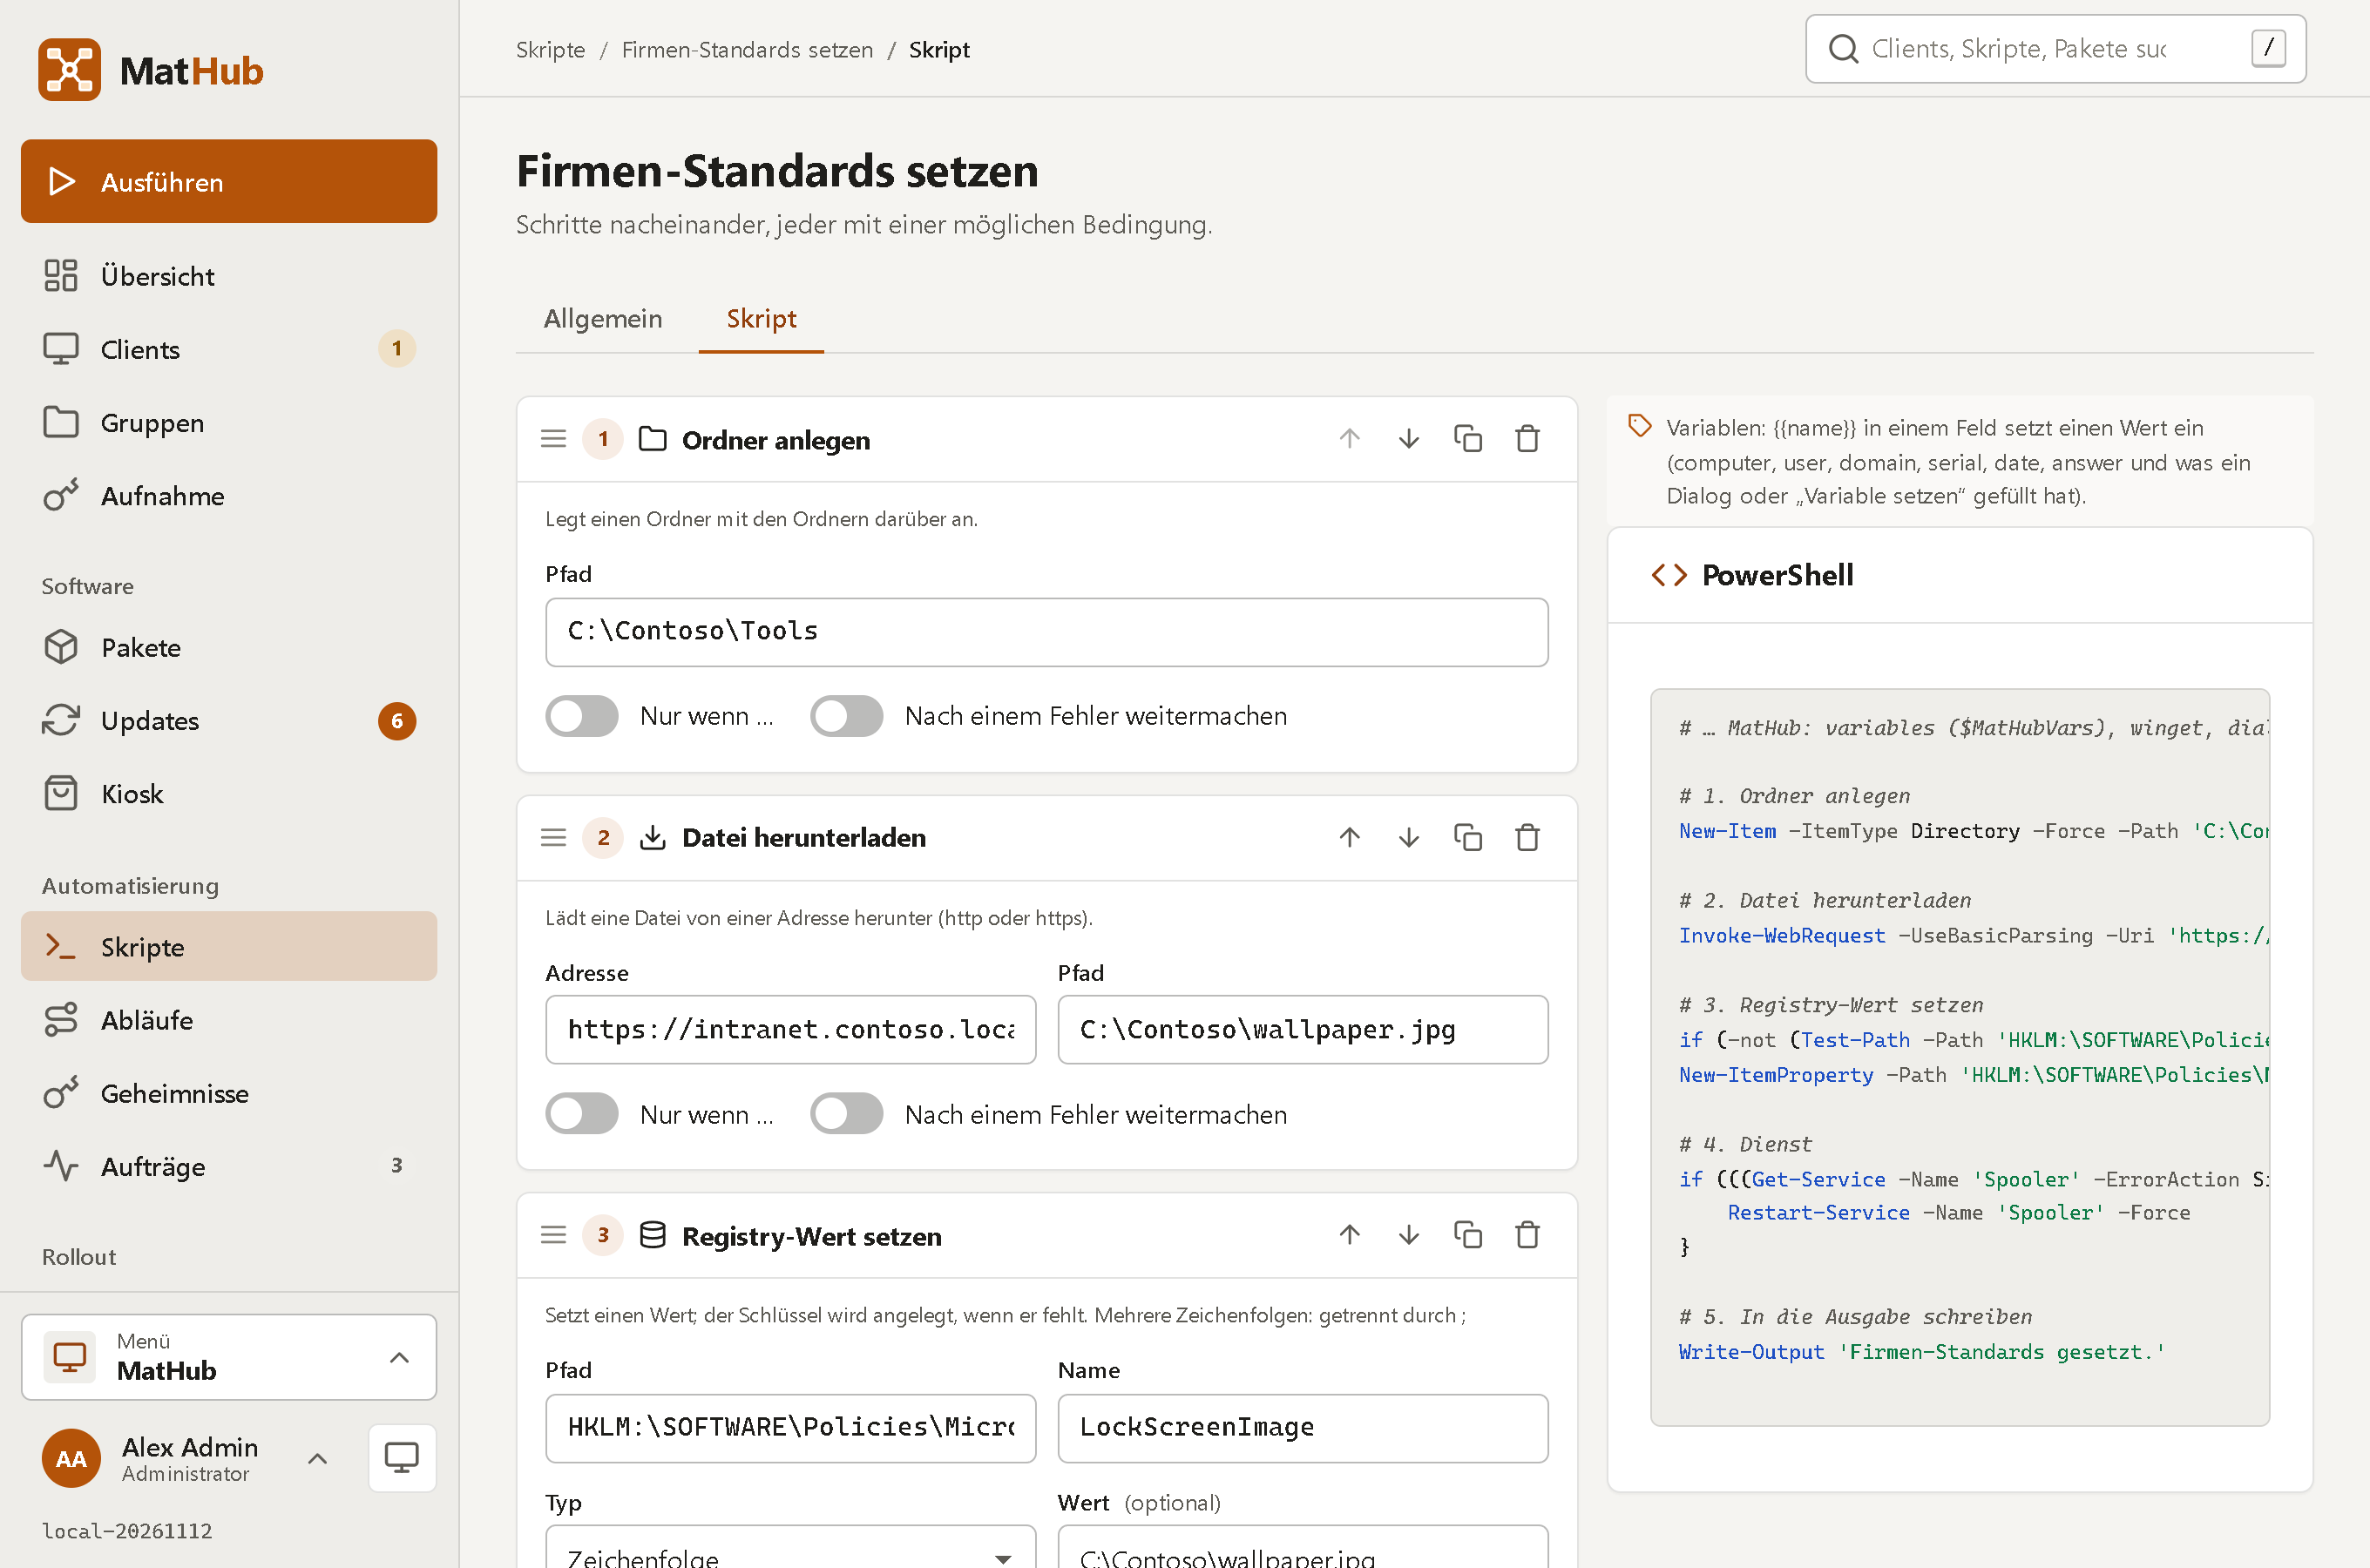 MatHub
Ausführen
Übersicht
Clients 1
Gruppen
Aufnahme
Software
Pakete
Updates 6
Kiosk
Automatisierung
Skripte
Abläufe
Geheimnisse
Aufträge 3
Rollout
Menü
MatHub
AA
Alex Admin
Administrator
local-20261112
Skripte / Firmen-Standards setzen / Skript
Clients, Skripte, Pakete suc /
Firmen-Standards setzen
Schritte nacheinander, jeder mit einer möglichen Bedingung.
Allgemein Skript
1 Ordner anlegen
Legt einen Ordner mit den Ordnern darüber an.
Pfad
C:\Contoso\Tools
Nur wenn ... Nach einem Fehler weitermachen
2 Datei herunterladen
Lädt eine Datei von einer Adresse herunter (http oder https).
Adresse Pfad
https://intranet.contoso.loca C:\Contoso\wallpaper.jpg
Nur wenn ... Nach einem Fehler weitermachen
3 Registry-Wert setzen
Setzt einen Wert; der Schlüssel wird angelegt, wenn er fehlt. Mehrere Zeichenfolgen: getrennt durch ;
Pfad Name
HKLM:\SOFTWARE\Policies\Micro LockScreenImage
Typ Wert (optional)
Zeichenfolge C:\Contoso\wallpaper.jpg
Variablen: {{name}} in einem Feld setzt einen Wert ein
(computer, user, domain, serial, date, answer und was ein
Dialog oder „Variable setzen“ gefüllt hat).
<> PowerShell
# … MatHub: variables ($MatHubVars), winget, dia
# 1. Ordner anlegen
New-Item -ItemType Directory -Force -Path 'C:\Con
# 2. Datei herunterladen
Invoke-WebRequest -UseBasicParsing -Uri 'https:/
# 3. Registry-Wert setzen
if (-not (Test-Path -Path 'HKLM:\SOFTWARE\Policie
New-ItemProperty -Path 'HKLM:\SOFTWARE\Policies\M
# 4. Dienst
if (((Get-Service -Name 'Spooler' -ErrorAction Si
Restart-Service -Name 'Spooler' -Force
}
# 5. In die Ausgabe schreiben
Write-Output 'Firmen-Standards gesetzt.'